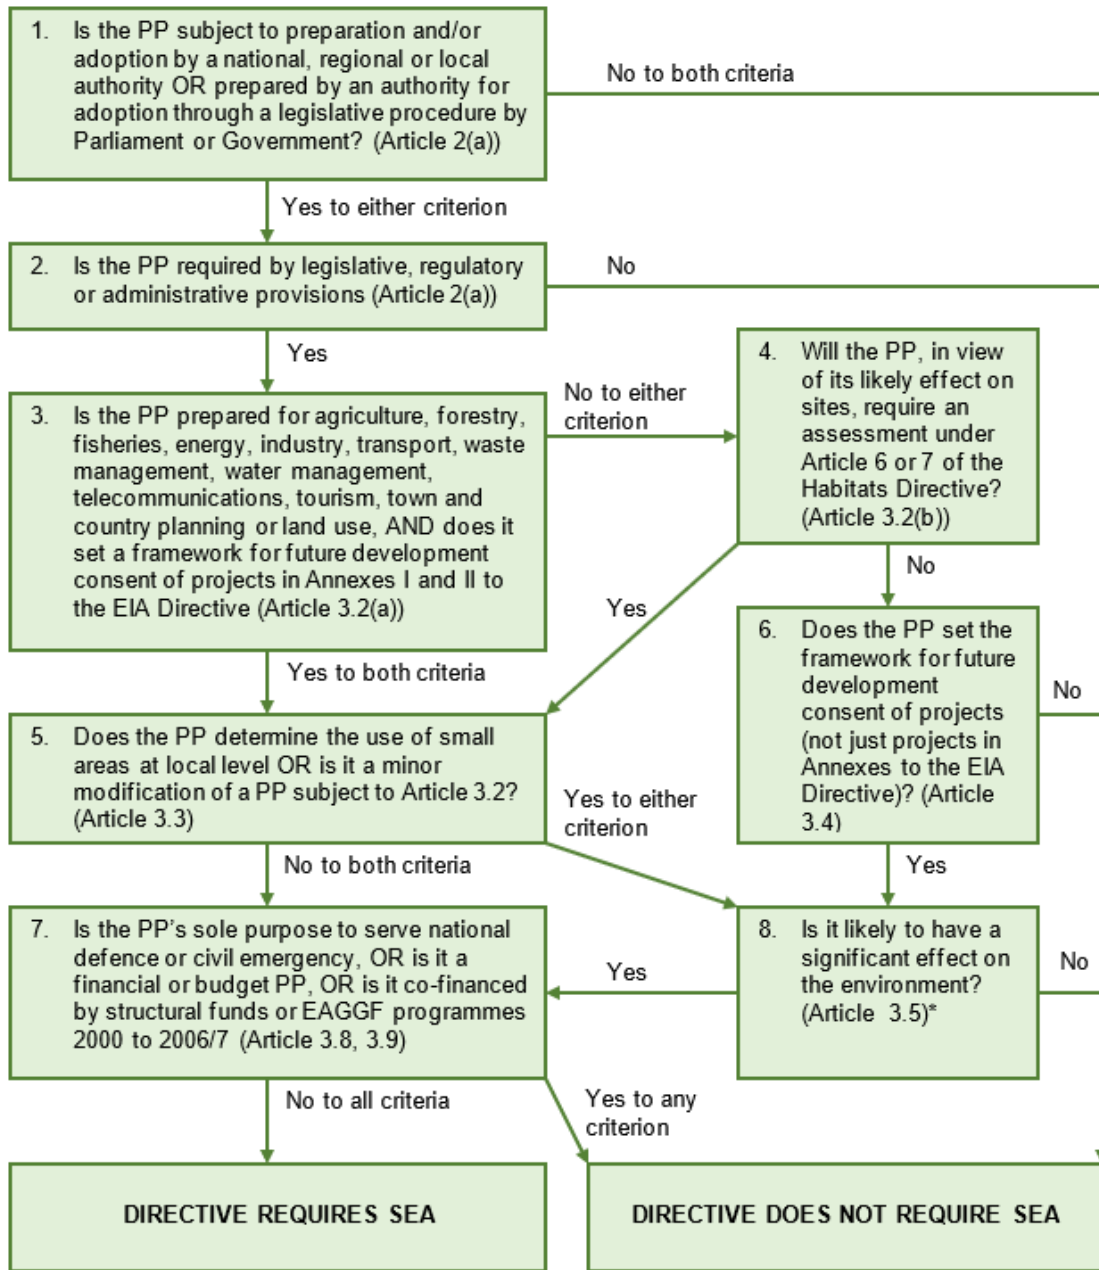 1. Is the PP subject to preparation and/or
adoption by a national, regional or local
authority OR prepared by an authority for
adoption through a legislative procedure by
Parliament or Government? (Article 2(a))
No to both criteria
Yes to either criterion
2. Is the PP required by legislative, regulatory
or administrative provisions (Article 2(a))
No
Yes
3. Is the PP prepared for agriculture, forestry,
fisheries, energy, industry, transport, waste
management, water management,
telecommunications, tourism, town and
country planning or land use, AND does it
set a framework for future development
consent of projects in Annexes I and II to
the EIA Directive (Article 3.2(a))
No to either
criterion
4. Will the PP, in view
of its likely effect on
sites, require an
assessment under
Article 6 or 7 of the
Habitats Directive?
(Article 3.2(b))
Yes
No
Yes to both criteria
6. Does the PP set the
framework for future
development
consent of projects
(not just projects in
Annexes to the EIA
Directive)? (Article
3.4)
No
5. Does the PP determine the use of small
areas at local level OR is it a minor
modification of a PP subject to Article 3.2?
(Article 3.3)
Yes to either
criterion
No to both criteria
Yes
7. Is the PP's sole purpose to serve national
defence or civil emergency, OR is it a
financial or budget PP, OR is it co-financed
by structural funds or EAGGF programmes
2000 to 2006/7 (Article 3.8, 3.9)
Yes
8. Is it likely to have a
significant effect on
the environment?
(Article 3.5)*
No
No to all criteria
Yes to any
criterion
DIRECTIVE REQUIRES SEA
DIRECTIVE DOES NOT REQUIRE SEA